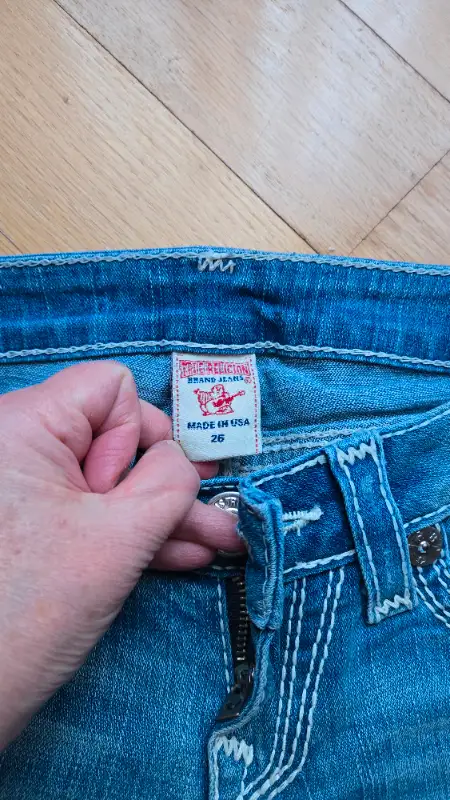 TRUE RELIGION
BRAND JEANS®
MADE IN USA
26